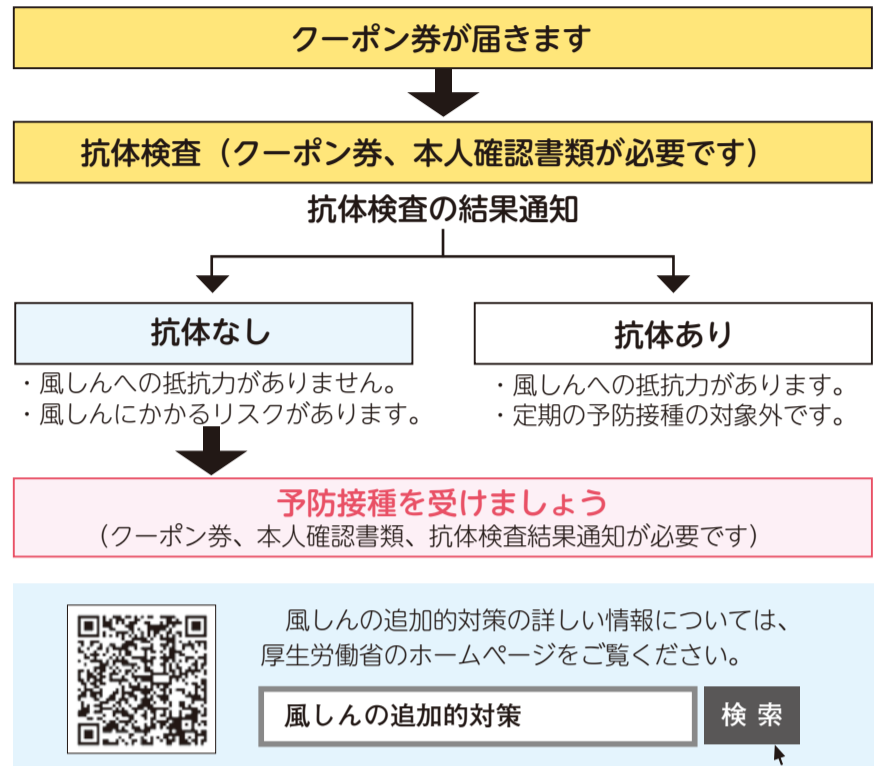 クーポン券が届きます
抗体検査（クーポン券、本人確認書類が必要です）
抗体検査の結果通知
抗体なし
・風しんへの抵抗力がありません。
・風しんにかかるリスクがあります。
抗体あり
・風しんへの抵抗力があります。
・定期の予防接種の対象外です。
予防接種を受けましょう
（クーポン券、本人確認書類、抗体検査結果通知が必要です）
風しんの追加的対策の詳しい情報については、
厚生労働省のホームページをご覧ください。
風しんの追加的対策
検索